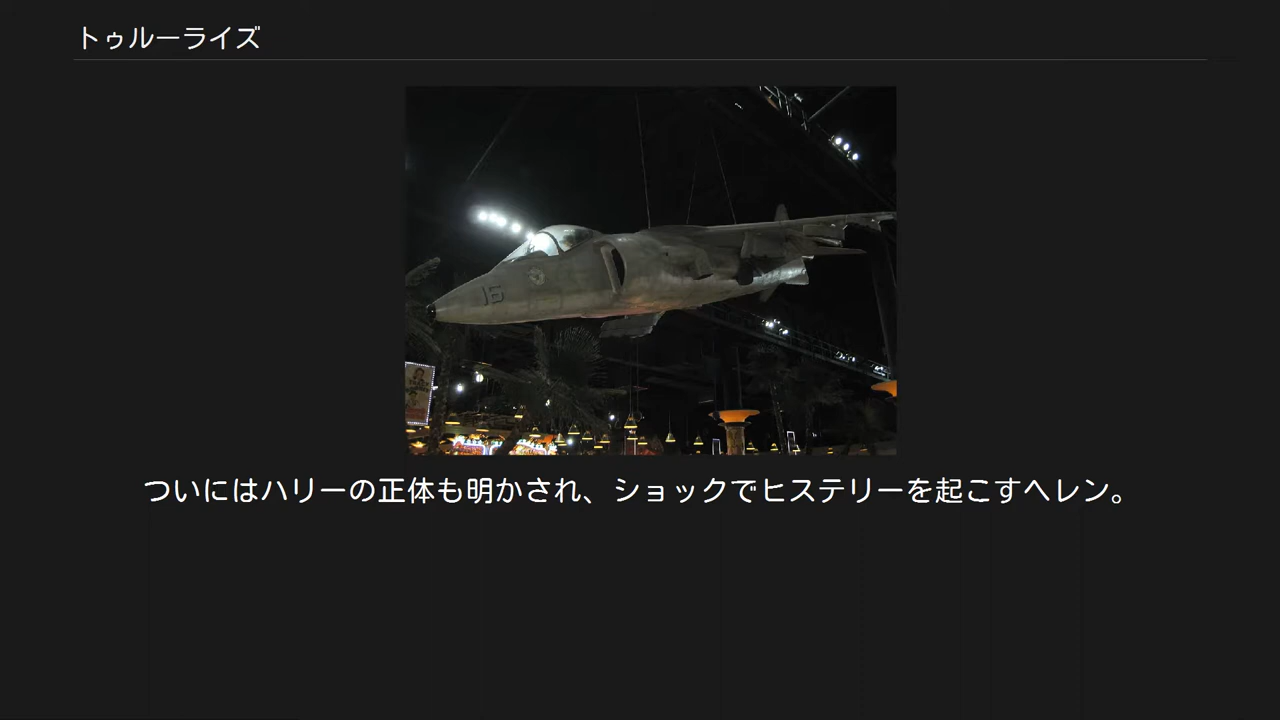 トゥルーライズ
16
ついにはハリーの正体も明かされ、ショックでヒステリーを起こすヘレン。